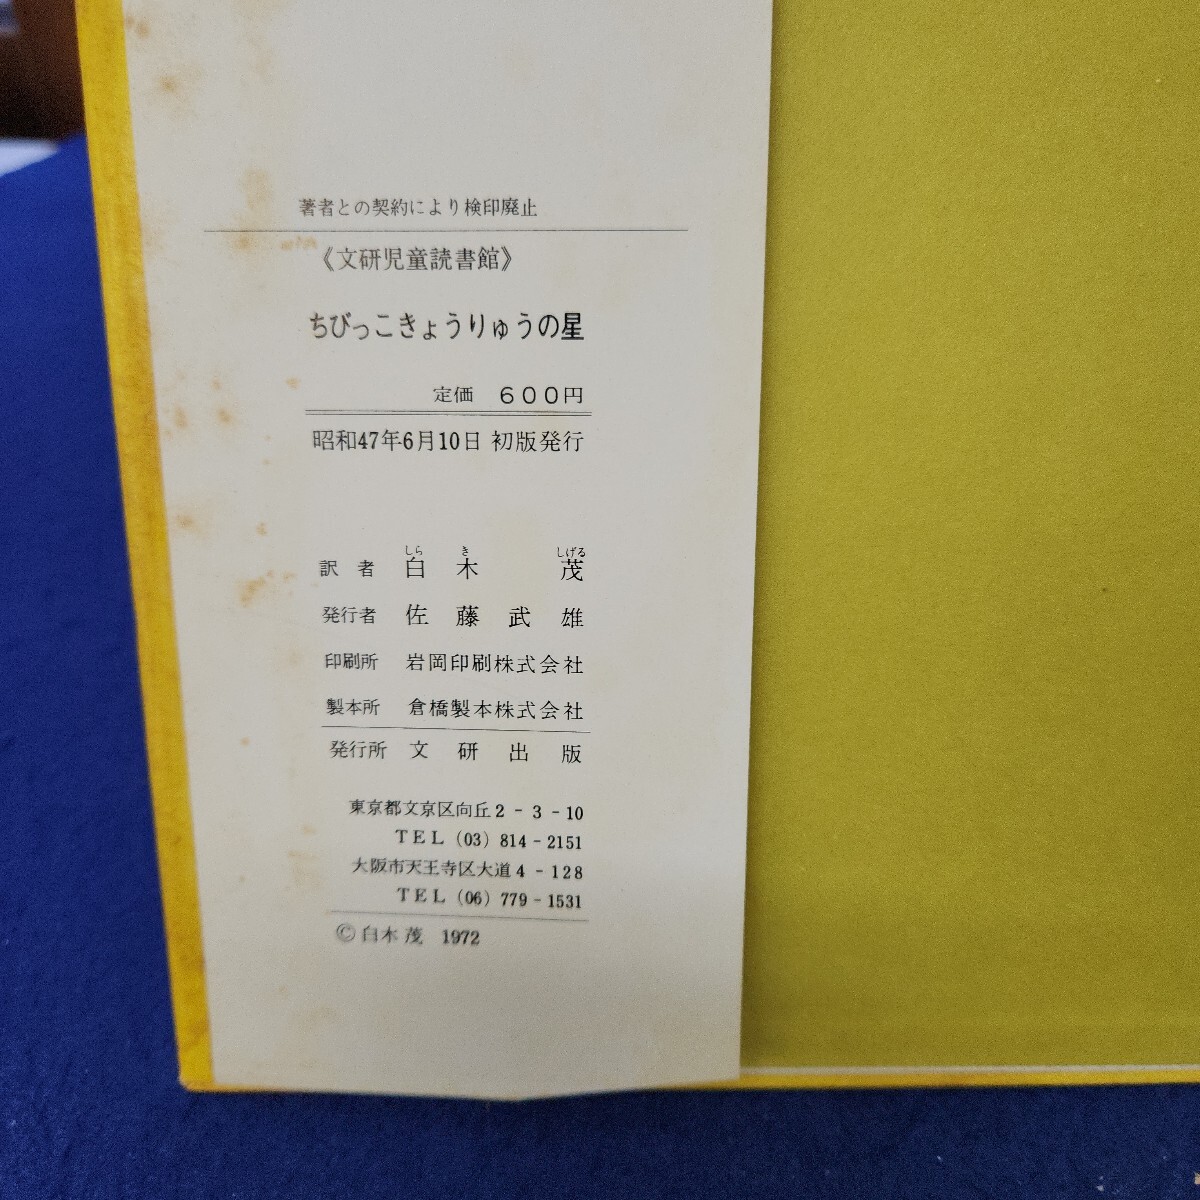 著者との契約により検印廃止
《文研児童読書館》
ちびっこきょうりゅうの星
定価 600円
昭和47年6月10日 初版発行
訳者 白木 茂
しら き しげる
発行者 佐藤武雄
印刷所 岩岡印刷株式会社
製本所 倉橋製本株式会社
発行所 文研出版
東京都文京区向丘2-3-10
TEL (03) 814-2151
大阪市天王寺区大道4-128
TEL (06) 779-1531
© 白木茂 1972